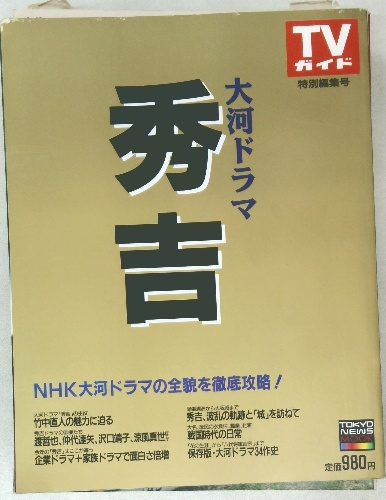 TV
ガイド
特別編集号
大河ドラマ
秀吉
NHK大河ドラマの全貌を徹底攻略！
竹中直人の魅力に迫る
渡哲也、仲代達矢、沢口靖子、涼風真世
企業ドラマ+家族ドラマで面白さ倍増
秀吉、波乱の軌跡と「城」を訪ねて
戦国時代の日常
保存版・大河ドラマ34作史
TOKYO
NEWS
MOOK
定価980円